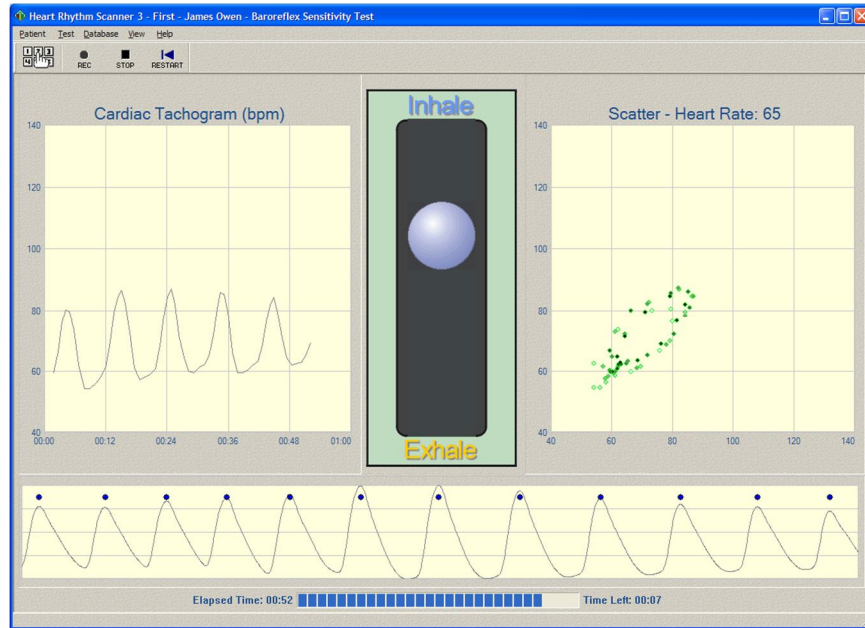 Heart Rhythm Scanner 3 - First - James Owen - Baroreflex Sensitivity Test
Patient Test Database View Help
REC STOP RESTART
Cardiac Tachogram (bpm)
140
120
100
80
60
40
00:00 00:12 00:24 00:36 00:48 01:00
Inhale
Exhale
Scatter - Heart Rate: 65
140
120
100
80
60
40
40 60 80 100 120 140
Elapsed Time: 00:52 Time Left: 00:07